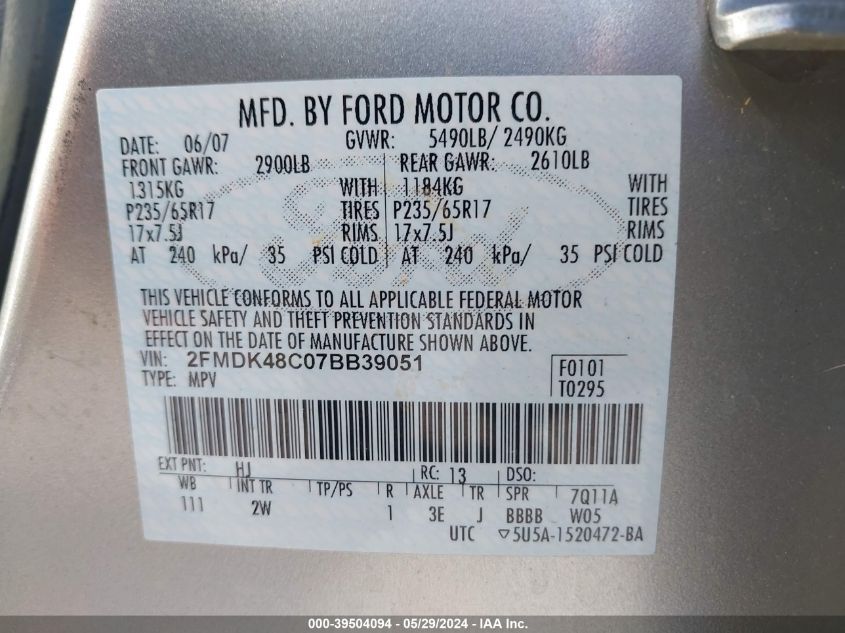 MFD. BY FORD MOTOR CO.
DATE: 06/07 GVWR: 5490LB/ 2490KG
FRONT GAWR: 2900LB REAR GAWR: 2610LB
1315KG WITH 1184KG WITH
P235/65R17 TIRES P235/65R17 TIRES
17x7.5J RIMS 17x7.5J RIMS
AT 240 kPa/ 35 PSI COLD AT 240 kPa/ 35 PSI COLD
Ford
THIS VEHICLE CONFORMS TO ALL APPLICABLE FEDERAL MOTOR
VEHICLE SAFETY AND THEFT PREVENTION STANDARDS IN
EFFECT ON THE DATE OF MANUFACTURE SHOWN ABOVE.
VIN: 2FMDK48C07BB39051 F0101
TYPE: MPV T0295
EXT PNT: HJ RC: 13 DSO:
WB INT TR TP/PS R AXLE TR SPR 7Q11A
111 2W 1 3E J BBBB W05
UTC ▽5U5A-1520472-BA
000-39504094 - 05/29/2024 - IAA Inc.